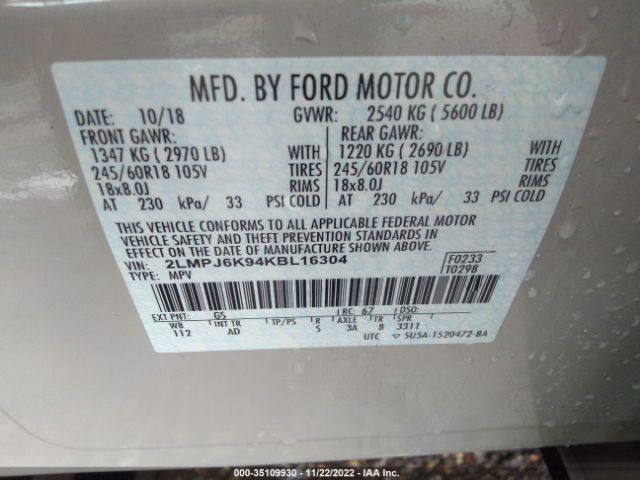 MFD. BY FORD MOTOR CO.
DATE: 10/18 GVWR: 2540 KG ( 5600 LB)
FRONT GAWR: REAR GAWR:
1347 KG ( 2970 LB) WITH 1220 KG ( 2690 LB) WITH
245/60R18 105V TIRES 245/60R18 105V TIRES
18x8.0J RIMS 18x8.0J RIMS
AT 230 kPa/ 33 PSI COLD AT 230 kPa/ 33 PSI COLD
THIS VEHICLE CONFORMS TO ALL APPLICABLE FEDERAL MOTOR
VEHICLE SAFETY AND THEFT PREVENTION STANDARDS IN
EFFECT ON THE DATE OF MANUFACTURE SHOWN ABOVE.
VIN: 2LMPJ6K94KBL16304 F0233
TYPE: MPV T0298
EXT PNT: GS RC: 67 DSO:
WB INT TR TP/PS R AXLE TR SPR
112 AD S 3A 8 3311
UTC ▽ 5U5A-1520472-BA
000-35109930 - 11/22/2022 - IAA Inc.